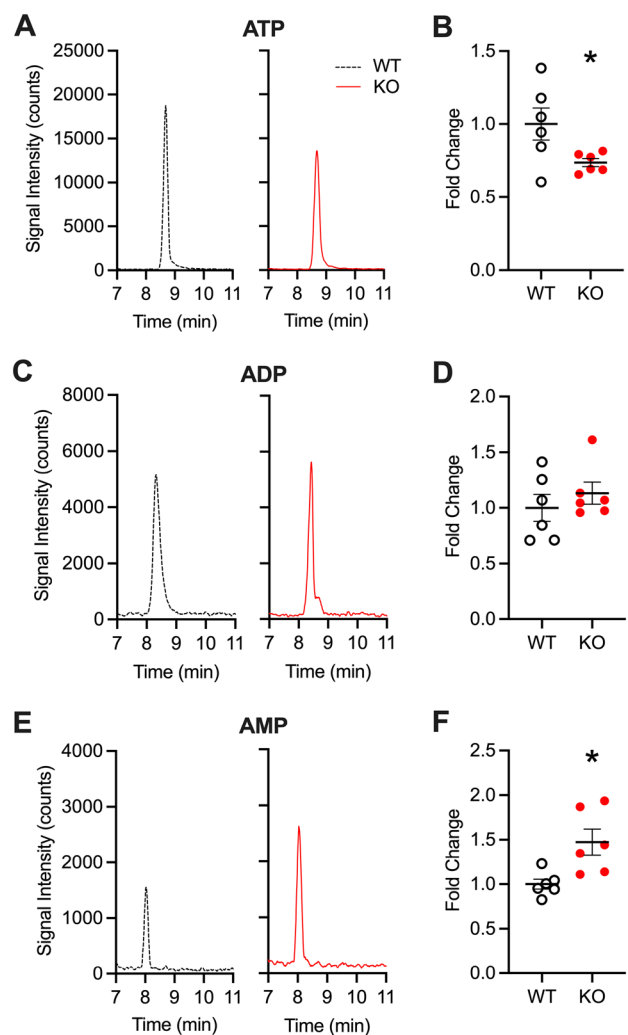 A
ATP
B
Signal Intensity (counts)
25000
20000
15000
10000
5000
0
7 8 9 10 11
Time (min)
WT
KO
7 8 9 10 11
Time (min)
Fold Change
1.5
1.0
0.5
0.0
*
WT KO
C
ADP
D
Signal Intensity (counts)
8000
6000
4000
2000
0
7 8 9 10 11
Time (min)
7 8 9 10 11
Time (min)
Fold Change
2.0
1.5
1.0
0.5
0.0
WT KO
E
AMP
F
Signal Intensity (counts)
4000
3000
2000
1000
0
7 8 9 10 11
Time (min)
7 8 9 10 11
Time (min)
Fold Change
2.5
2.0
1.5
1.0
0.5
0.0
*
WT KO